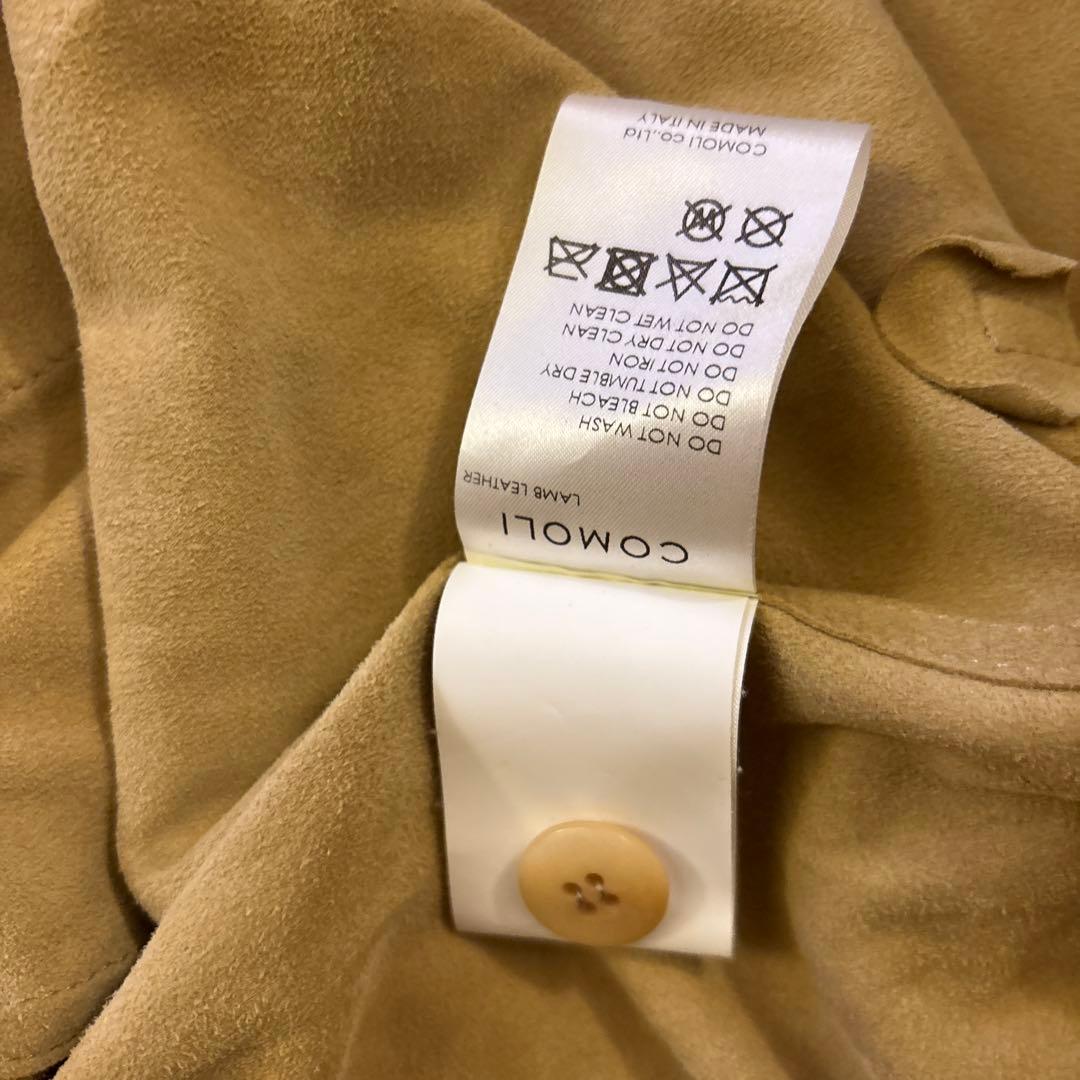 COMOLI
LAMB LEATHER
DO NOT WASH
DO NOT BLEACH
DO NOT TUMBLE DRY
DO NOT IRON
DO NOT DRY CLEAN
DO NOT WET CLEAN
W
COMOLI co.,Ltd
MADE IN ITALY